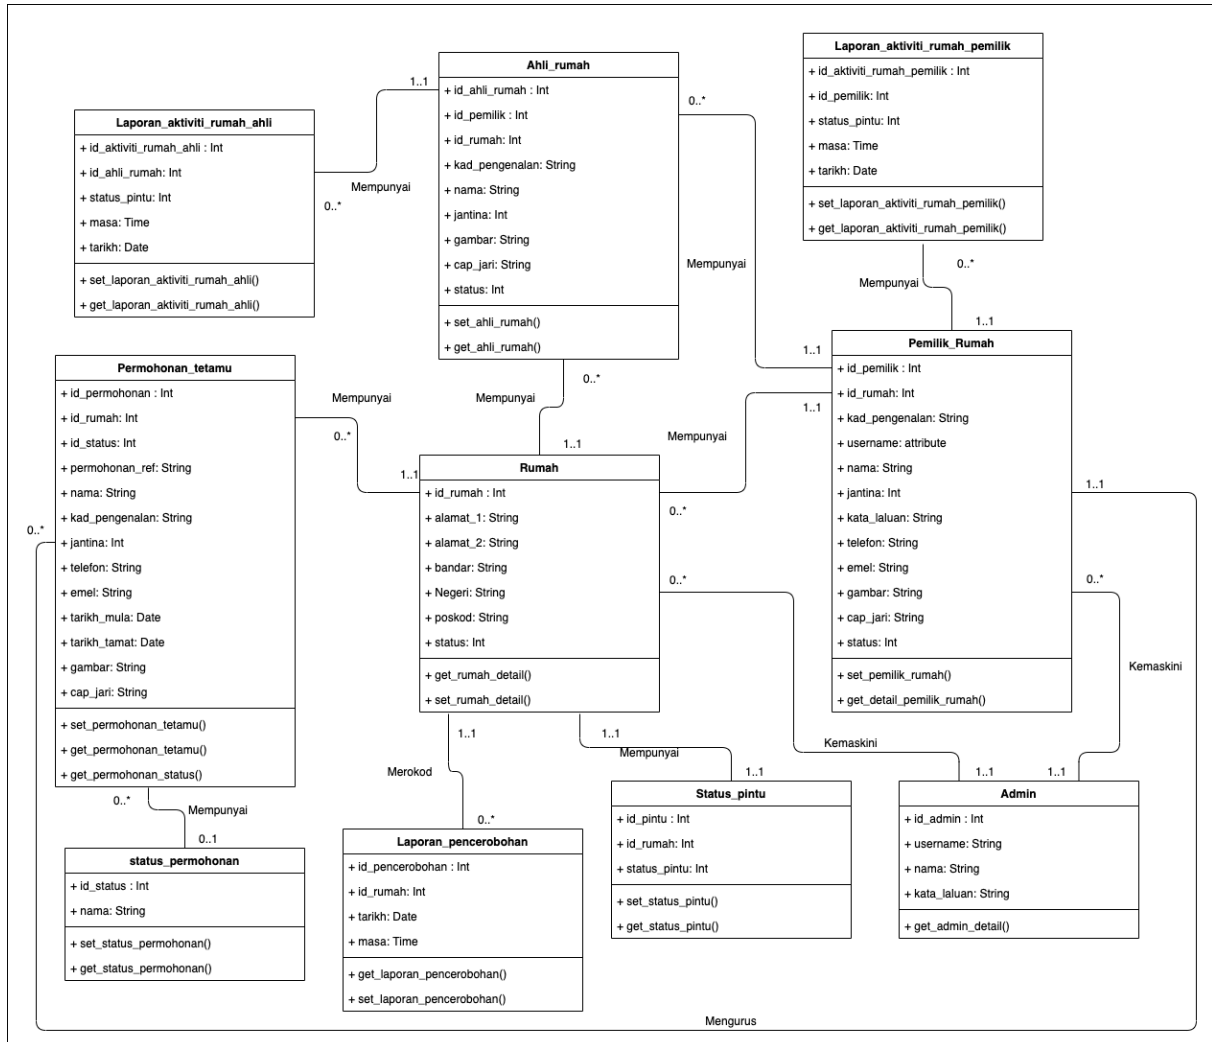 Laporan_aktiviti_rumah_ahli
+ id_aktiviti_rumah_ahli : Int
+ id_ahli_rumah: Int
+ status_pintu: Int
+ masa: Time
+ tarikh: Date
+ set_laporan_aktiviti_rumah_ahli()
+ get_laporan_aktiviti_rumah_ahli()
1..1
Mempunyai
0..*
Ahli_rumah
+ id_ahli_rumah : Int
+ id_pemilik : Int
+ id_rumah: Int
+ kad_pengenalan: String
+ nama: String
+ jantina: Int
+ gambar: String
+ cap_jari: String
+ status: Int
+ set_ahli_rumah()
+ get_ahli_rumah()
0..*
Mempunyai
1..1
Laporan_aktiviti_rumah_pemilik
+ id_aktiviti_rumah_pemilik : Int
+ id_pemilik: Int
+ status_pintu: Int
+ masa: Time
+ tarikh: Date
+ set_laporan_aktiviti_rumah_pemilik()
+ get_laporan_aktiviti_rumah_pemilik()
0..*
Mempunyai
1..1
Permohonan_tetamu
+ id_permohonan : Int
+ id_rumah: Int
+ id_status: Int
+ permohonan_ref: String
+ nama: String
+ kad_pengenalan: String
+ jantina: Int
+ telefon: String
+ emel: String
+ tarikh_mula: Date
+ tarikh_tamat: Date
+ gambar: String
+ cap_jari: String
+ set_permohonan_tetamu()
+ get_permohonan_tetamu()
+ get_permohonan_status()
Mempunyai
0..*
1..1
0..*
Mempunyai
1..1
Rumah
+ id_rumah : Int
+ alamat_1: String
+ alamat_2: String
+ bandar: String
+ Negeri: String
+ poskod: String
+ status: Int
+ get_rumah_detail()
+ set_rumah_detail()
1..1
Mempunyai
0..*
Pemilik_Rumah
+ id_pemilik : Int
+ id_rumah: Int
+ kad_pengenalan: String
+ username: attribute
+ nama: String
+ jantina: Int
+ kata_laluan: String
+ telefon: String
+ emel: String
+ gambar: String
+ cap_jari: String
+ status: Int
+ set_pemilik_rumah()
+ get_detail_pemilik_rumah()
1..1
0..*
0..*
Kemaskini
1..1
0..*
Kemaskini
1..1
0..*
Mempunyai
0..1
status_permohonan
+ id_status : Int
+ nama: String
+ set_status_permohonan()
+ get_status_permohonan()
1..1
Merokod
0..*
Laporan_pencerobohan
+ id_pencerobohan : Int
+ id_rumah: Int
+ tarikh: Date
+ masa: Time
+ get_laporan_pencerobohan()
+ set_laporan_pencerobohan()
1..1
Mempunyai
1..1
Status_pintu
+ id_pintu : Int
+ id_rumah: Int
+ status_pintu: Int
+ set_status_pintu()
+ get_status_pintu()
Admin
+ id_admin : Int
+ username: String
+ nama: String
+ kata_laluan: String
+ get_admin_detail()
Mengurus